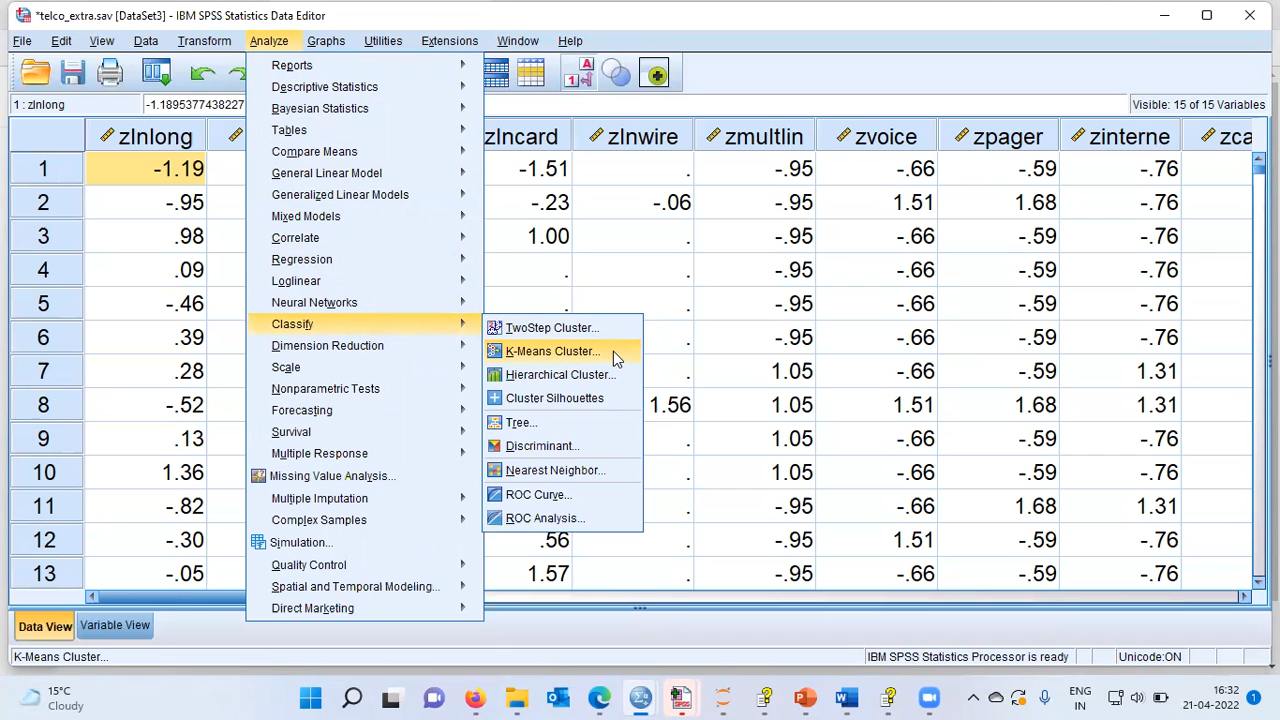 *telco_extra.sav [DataSet3] - IBM SPSS Statistics Data Editor
File Edit View Data Transform Analyze Graphs Utilities Extensions Window Help
1 : zlnlong -1.1895377438227 Visible: 15 of 15 Variables
zlnlong zlncard zlnwire zmultlin zvoice zpager zinterne zca
1 -1.19 -1.51 . -.95 -.66 -.59 -.76
2 -.95 -.23 -.06 -.95 1.51 1.68 -.76
3 .98 1.00 . -.95 -.66 -.59 -.76
4 .09 . . -.95 -.66 -.59 -.76
5 -.46 . . -.95 -.66 -.59 -.76
6 .39 . -.95 -.66 -.59 -.76
7 .28 . 1.05 -.66 -.59 1.31
8 -.52 1.56 1.05 1.51 1.68 1.31
9 .13 . 1.05 -.66 -.59 -.76
10 1.36 . 1.05 -.66 -.59 -.76
11 -.82 . -.95 -.66 1.68 1.31
12 -.30 .56 . -.95 1.51 -.59 -.76
13 -.05 1.57 . -.95 -.66 -.59 -.76
Reports
Descriptive Statistics
Bayesian Statistics
Tables
Compare Means
General Linear Model
Generalized Linear Models
Mixed Models
Correlate
Regression
Loglinear
Neural Networks
Classify
Dimension Reduction
Scale
Nonparametric Tests
Forecasting
Survival
Multiple Response
Missing Value Analysis...
Multiple Imputation
Complex Samples
Simulation...
Quality Control
Spatial and Temporal Modeling...
Direct Marketing
TwoStep Cluster...
K-Means Cluster...
Hierarchical Cluster...
Cluster Silhouettes
Tree...
Discriminant...
Nearest Neighbor...
ROC Curve...
ROC Analysis...
Data View Variable View
K-Means Cluster... IBM SPSS Statistics Processor is ready Unicode:ON
15°C
Cloudy
ENG
IN
16:32
21-04-2022